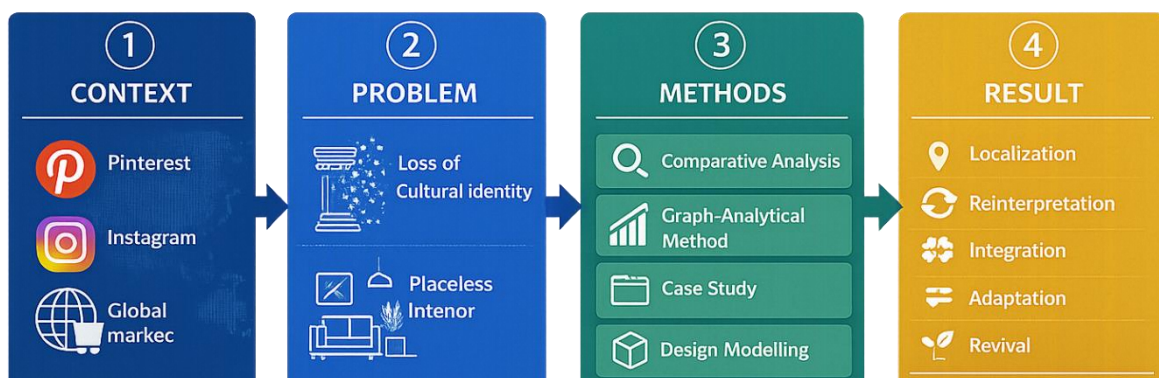 1
CONTEXT
Pinterest
Instagram
Global
markec
2
PROBLEM
Loss of
Cultural identity
Placeless
Intenor
3
METHODS
Comparative Analysis
Graph-Analytical
Method
Case Study
Design Modelling
4
RESULT
Localization
Reinterpretation
Integration
Adaptation
Revival